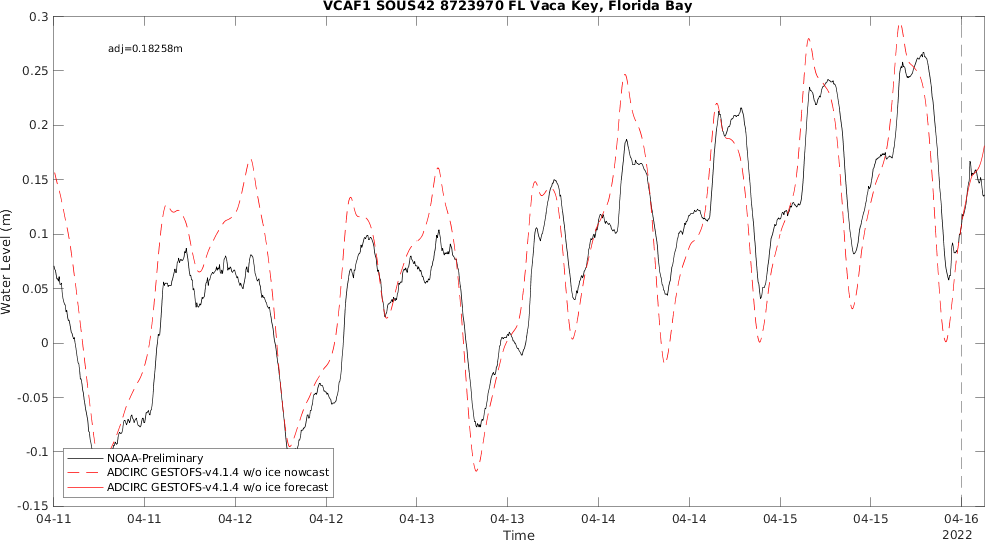 VCAF1 SOUS42 8723970 FL Vaca Key, Florida Bay
adj=0.18258m
0.3
0.25
0.2
0.15
0.1
0.05
0
-0.05
-0.1
-0.15
Water Level (m)
NOAA-Preliminary
ADCIRC GESTOFS-v4.1.4 w/o ice nowcast
ADCIRC GESTOFS-v4.1.4 w/o ice forecast
04-11 04-11 04-12 04-12 04-13 04-13 04-14 04-14 04-15 04-15 04-16
Time
2022